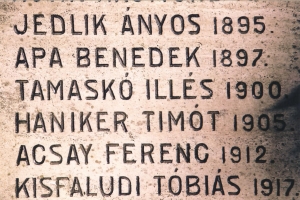 JEDLIK ÁNYOS 1895.
APA BENEDEK 1897.
TAMASKÓ ILLÉS 1900.
HANIKER TIMÓT 1905.
ACSAY FERENC 1912.
KISFALUDI TÓBIÁS 1917.